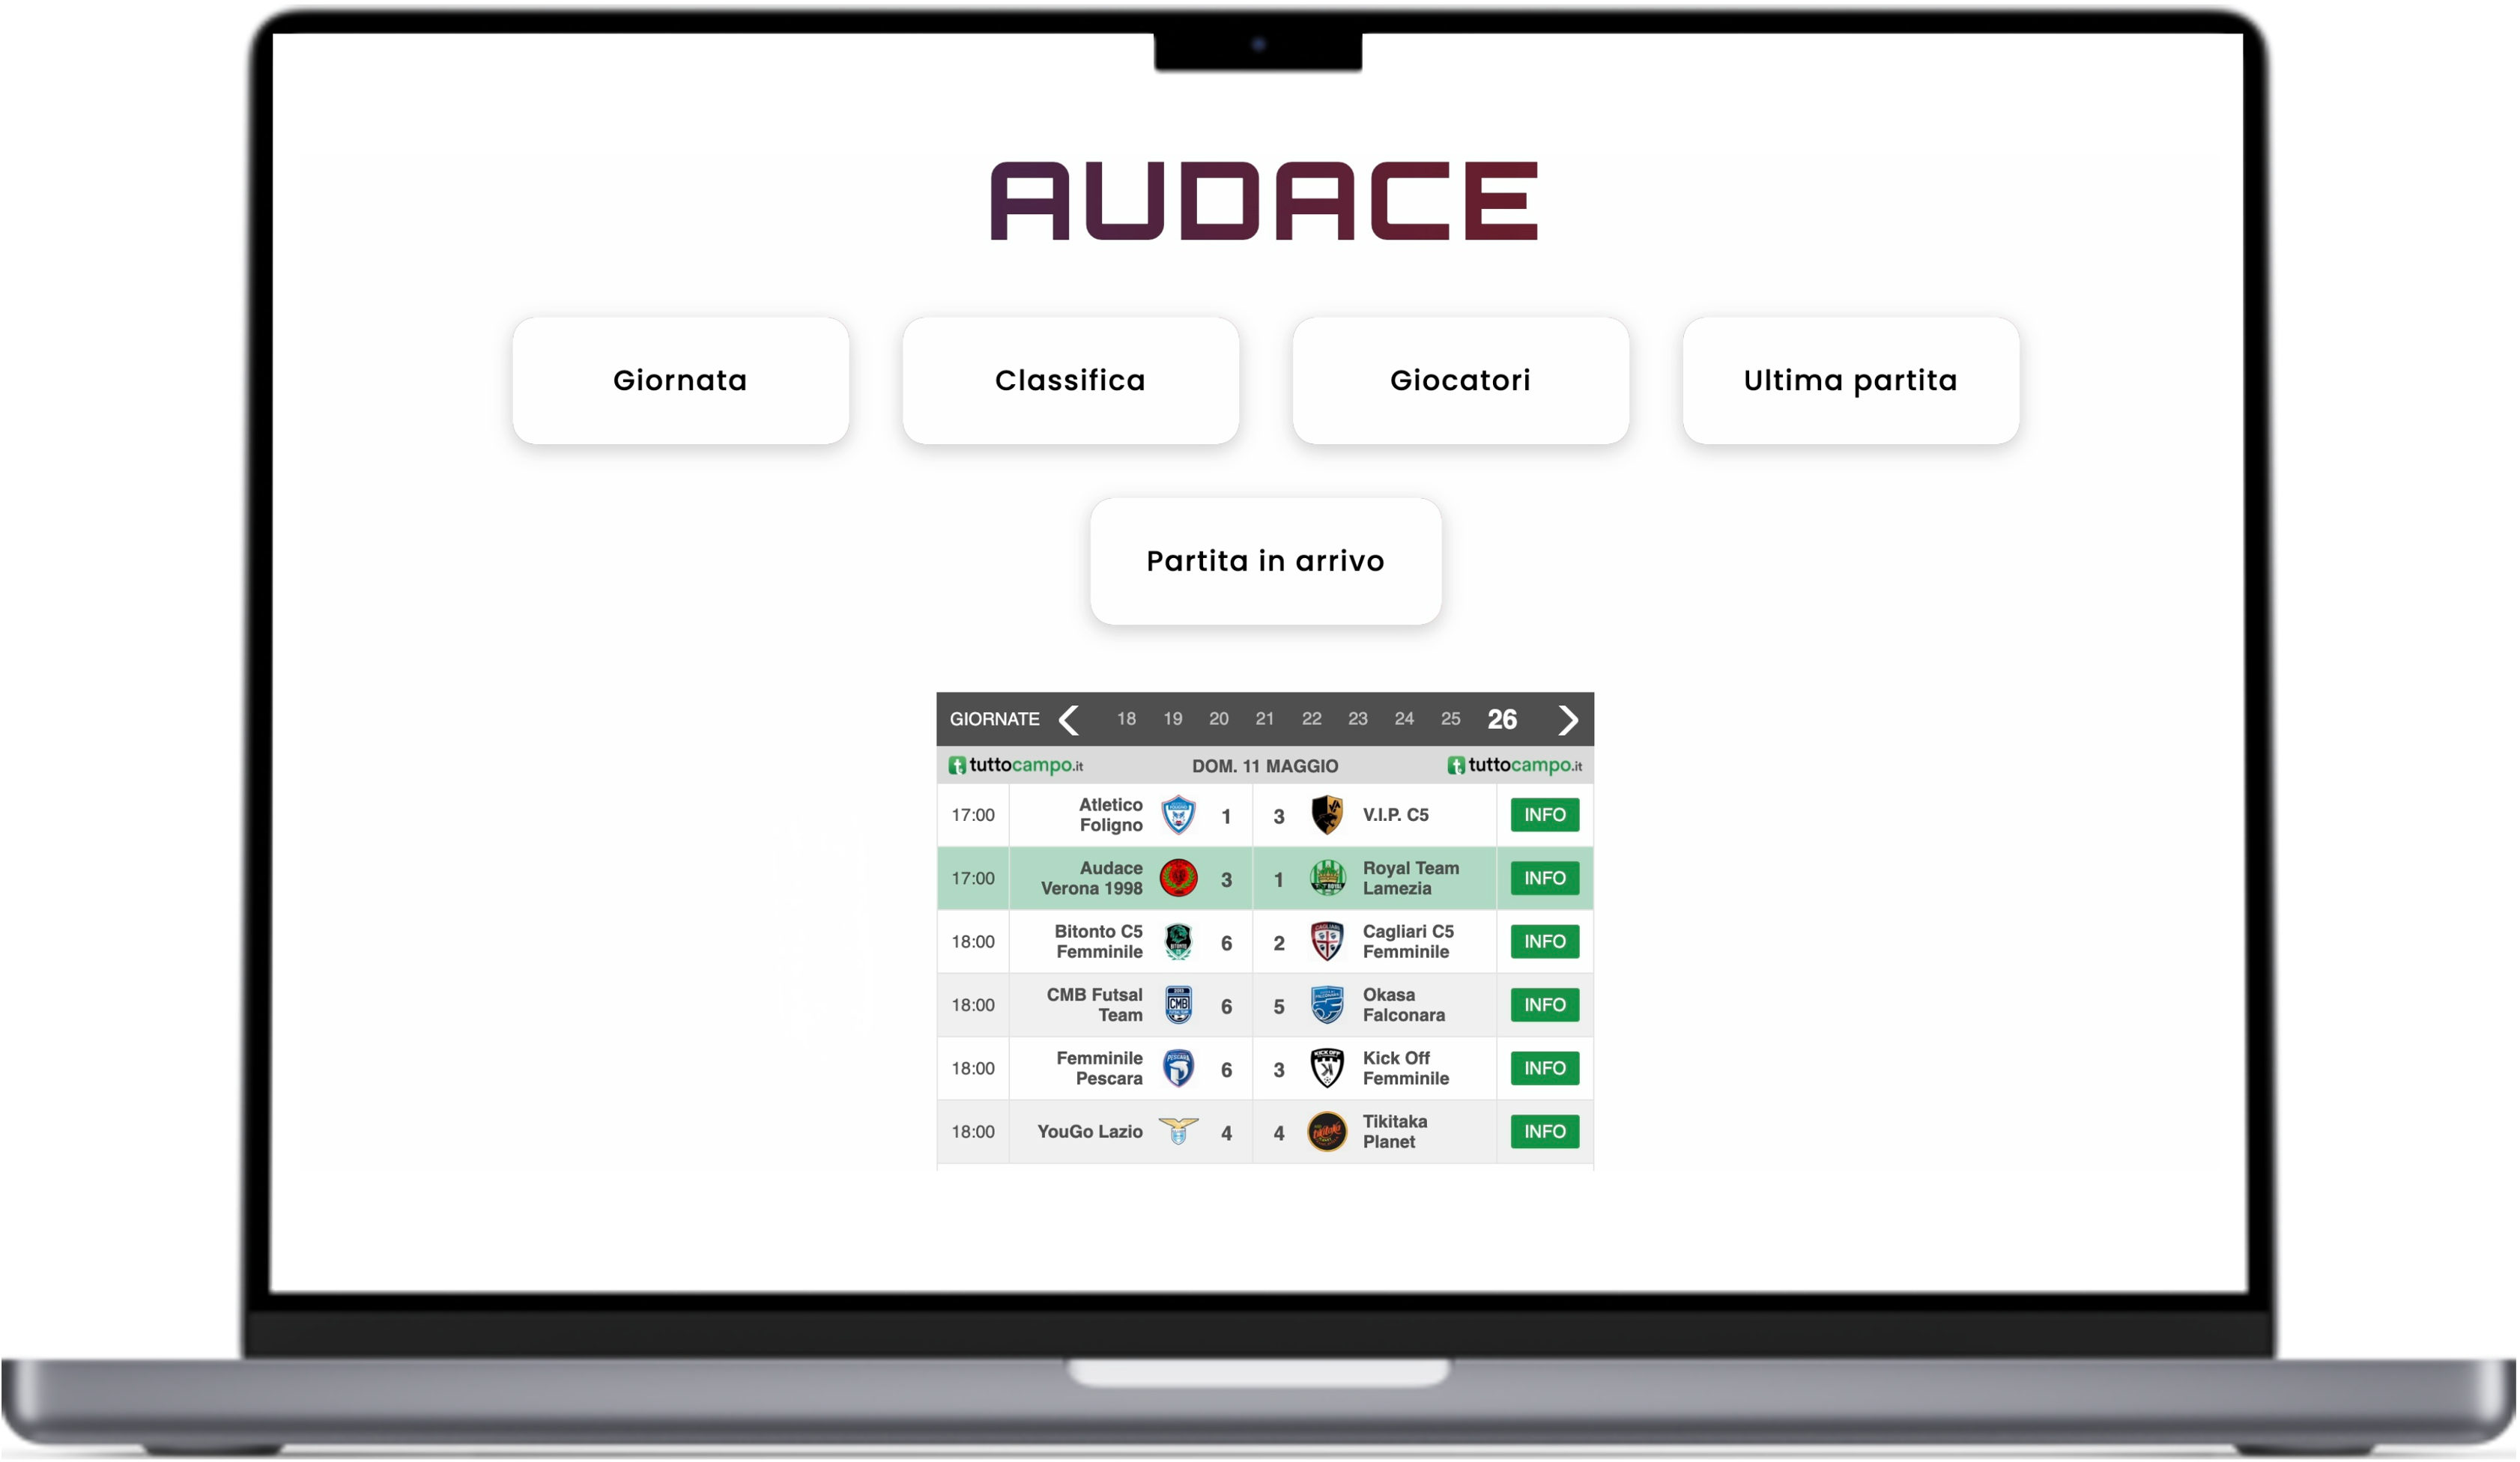 AUDACE
Giornata
Classifica
Giocatori
Ultima partita
Partita in arrivo
GIORNATE 18 19 20 21 22 23 24 25 26
tuttocampo.it DOM. 11 MAGGIO tuttocampo.it
17:00 Atletico Foligno 1 3 V.I.P. C5 INFO
17:00 Audace Verona 1998 3 1 Royal Team Lamezia INFO
18:00 Bitonto C5 Femminile 6 2 Cagliari C5 Femminile INFO
18:00 CMB Futsal Team 6 5 Okasa Falconara INFO
18:00 Femminile Pescara 6 3 Kick Off Femminile INFO
18:00 YouGo Lazio 4 4 Tikitaka Planet INFO